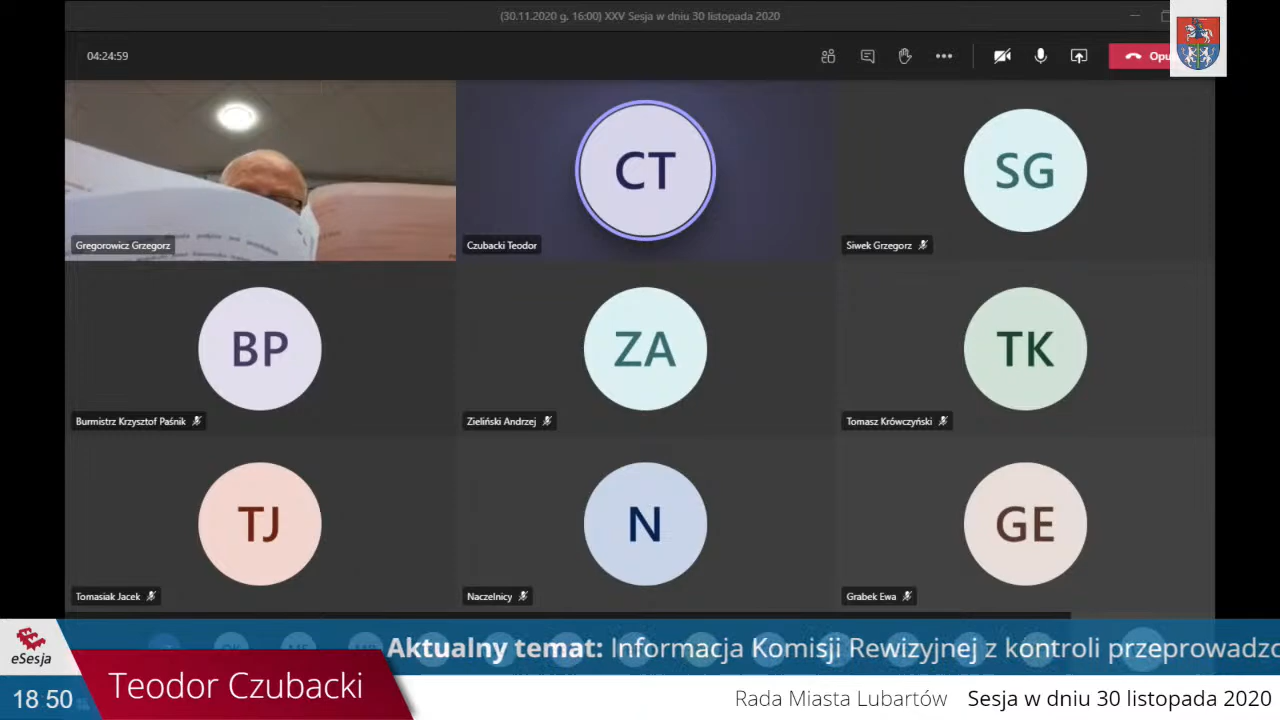 (30.11.2020 g. 16:00) XXV Sesja w dniu 30 listopada 2020
04:24:59
CT
SG
Gregorowicz Grzegorz
Czubacki Teodor
Siwek Grzegorz
BP
ZA
TK
Burmistrz Krzysztof Paśnik
Zieliński Andrzej
Tomasz Krówczyński
TJ
N
GE
Tomasiak Jacek
Naczelnicy
Grabek Ewa
eSesja
Aktualny temat: Informacja Komisji Rewizyjnej z kontroli przeprowadzo
18:50
Teodor Czubacki
Rada Miasta Lubartów Sesja w dniu 30 listopada 2020